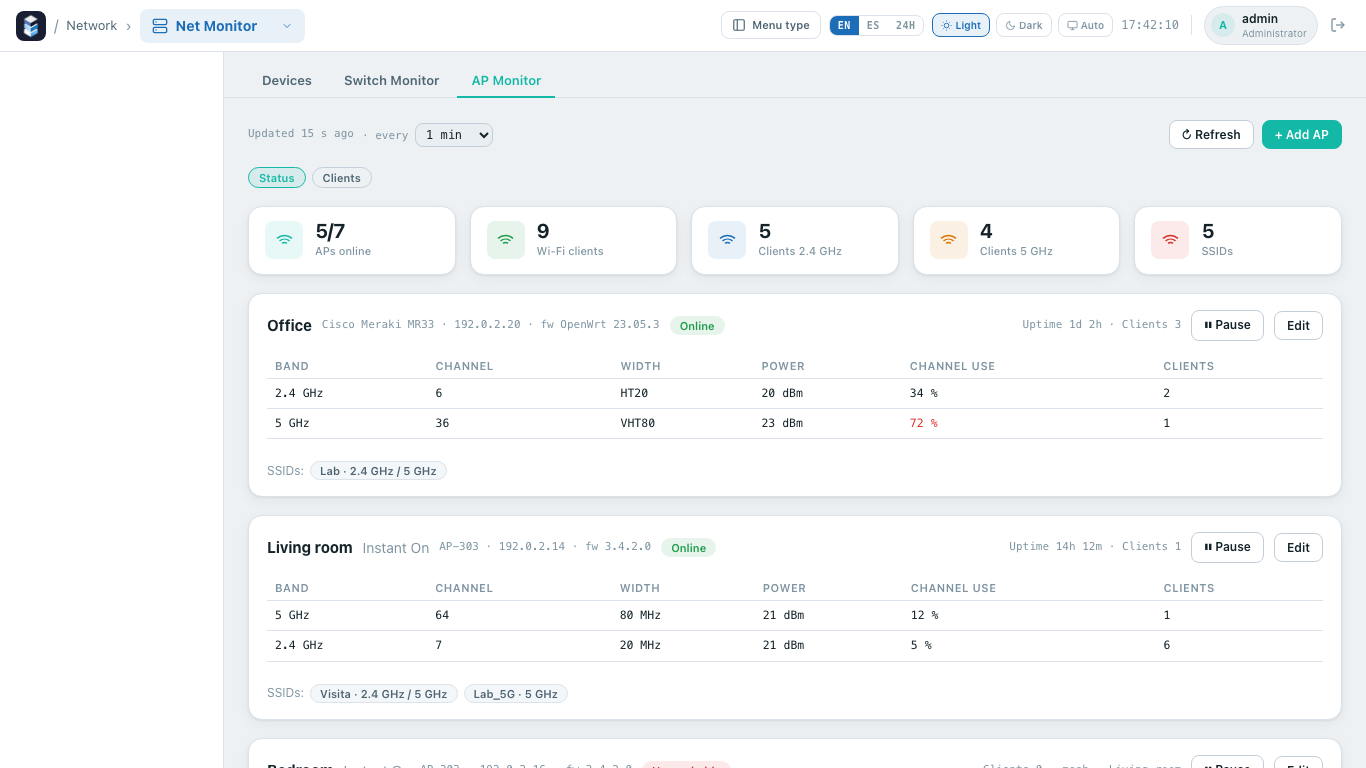 / Network › Net Monitor Menu type EN ES 24H Light Dark Auto 17:42:10 A admin Administrator
Devices Switch Monitor AP Monitor
Updated 15 s ago · every 1 min Refresh + Add AP
Status Clients
5/7 APs online
9 Wi-Fi clients
5 Clients 2.4 GHz
4 Clients 5 GHz
5 SSIDs
Office Cisco Meraki MR33 · 192.0.2.20 · fw OpenWrt 23.05.3 Online Uptime 1d 2h · Clients 3 Pause Edit
BAND CHANNEL WIDTH POWER CHANNEL USE CLIENTS
2.4 GHz 6 HT20 20 dBm 34 % 2
5 GHz 36 VHT80 23 dBm 72 % 1
SSIDs: Lab · 2.4 GHz / 5 GHz
Living room Instant On AP-303 · 192.0.2.14 · fw 3.4.2.0 Online Uptime 14h 12m · Clients 1 Pause Edit
BAND CHANNEL WIDTH POWER CHANNEL USE CLIENTS
5 GHz 64 80 MHz 21 dBm 12 % 1
2.4 GHz 7 20 MHz 21 dBm 5 % 6
SSIDs: Visita · 2.4 GHz / 5 GHz Lab_5G · 5 GHz